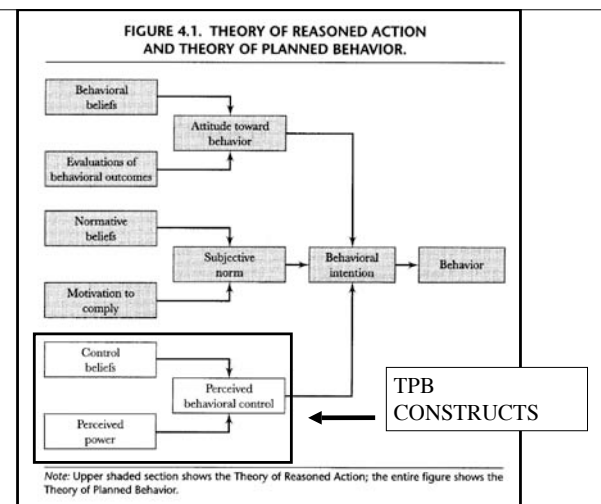 FIGURE 4.1. THEORY OF REASONED ACTION
AND THEORY OF PLANNED BEHAVIOR.
Behavioral
beliefs
Attitude toward
behavior
Evaluations of
behavioral outcomes
Normative
beliefs
Subjective
norm
Behavioral
intention
Behavior
Motivation to
comply
Control
beliefs
Perceived
behavioral control
Perceived
power
TPB
CONSTRUCTS
Note: Upper shaded section shows the Theory of Reasoned Action; the entire figure shows the
Theory of Planned Behavior.